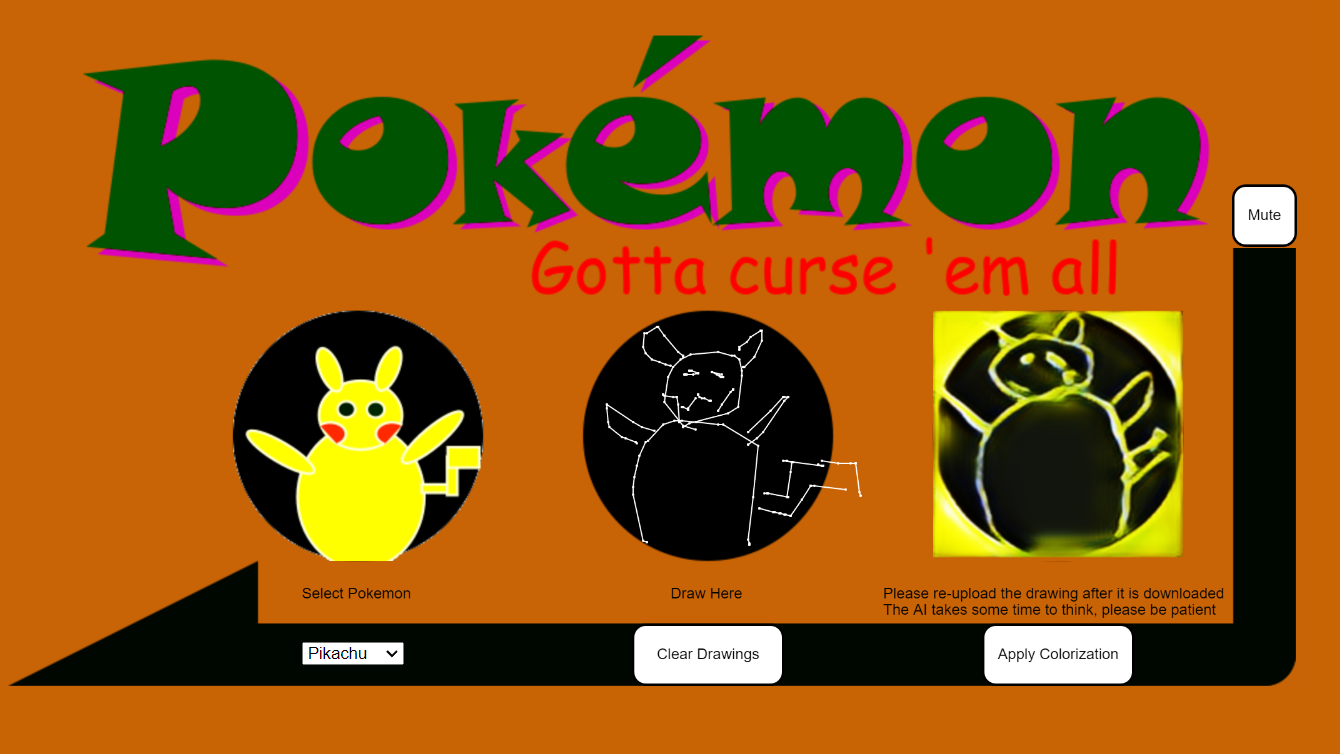 Pokémon
Gotta curse 'em all
Mute
Select Pokemon
Draw Here
Please re-upload the drawing after it is downloaded
The AI takes some time to think, please be patient
Pikachu
Clear Drawings
Apply Colorization